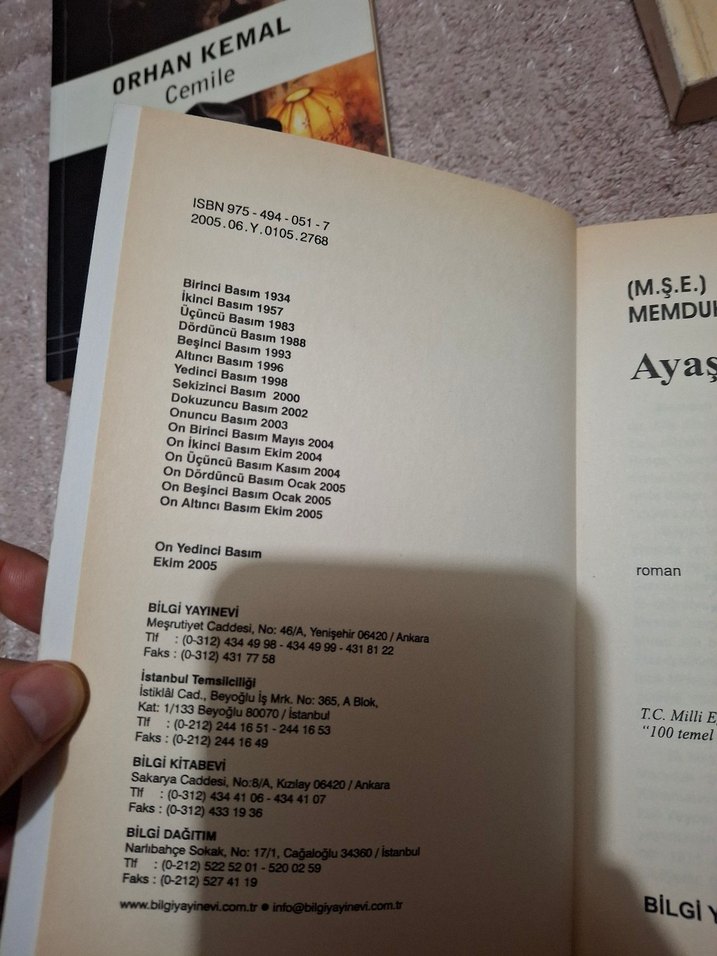 ORHAN KEMAL
Cemile
ISBN 975 - 494 - 051 - 7
2005.06.Y.0105.2768
Birinci Basım 1934
İkinci Basım 1957
Üçüncü Basım 1983
Dördüncü Basım 1988
Beşinci Basım 1993
Altıncı Basım 1996
Yedinci Basım 1998
Sekizinci Basım 2000
Dokuzuncu Basım 2002
Onuncu Basım 2003
On Birinci Basım Mayıs 2004
On İkinci Basım Ekim 2004
On Üçüncü Basım Kasım 2004
On Dördüncü Basım Ocak 2005
On Beşinci Basım Ocak 2005
On Altıncı Basım Ekim 2005
On Yedinci Basım
Ekim 2005
BİLGİ YAYINEVİ
Meşrutiyet Caddesi, No: 46/A, Yenişehir 06420 / Ankara
Tlf : (0-312) 434 49 98 - 434 49 99 - 431 81 22
Faks : (0-312) 431 77 58
İstanbul Temsilciliği
İstiklâl Cad., Beyoğlu İş Mrk. No: 365, A Blok,
Kat: 1/133 Beyoğlu 80070 / İstanbul
Tlf : (0-212) 244 16 51 - 244 16 53
Faks : (0-212) 244 16 49
BİLGİ KİTABEVİ
Sakarya Caddesi, No:8/A, Kızılay 06420 / Ankara
Tlf : (0-312) 434 41 06 - 434 41 07
Faks : (0-312) 433 19 36
BİLGİ DAĞITIM
Narlıbahçe Sokak, No: 17/1, Cağaloğlu 34360 / İstanbul
Tlf : (0-212) 522 52 01 - 520 02 59
Faks : (0-212) 527 41 19
www.bilgiyayinevi.com.tr ● info@bilgiyayinevi.com.tr
(M.Ş.E.)
MEMDUH
Ayaş
roman
T.C. Milli E
"100 temel
BİLGİ Y